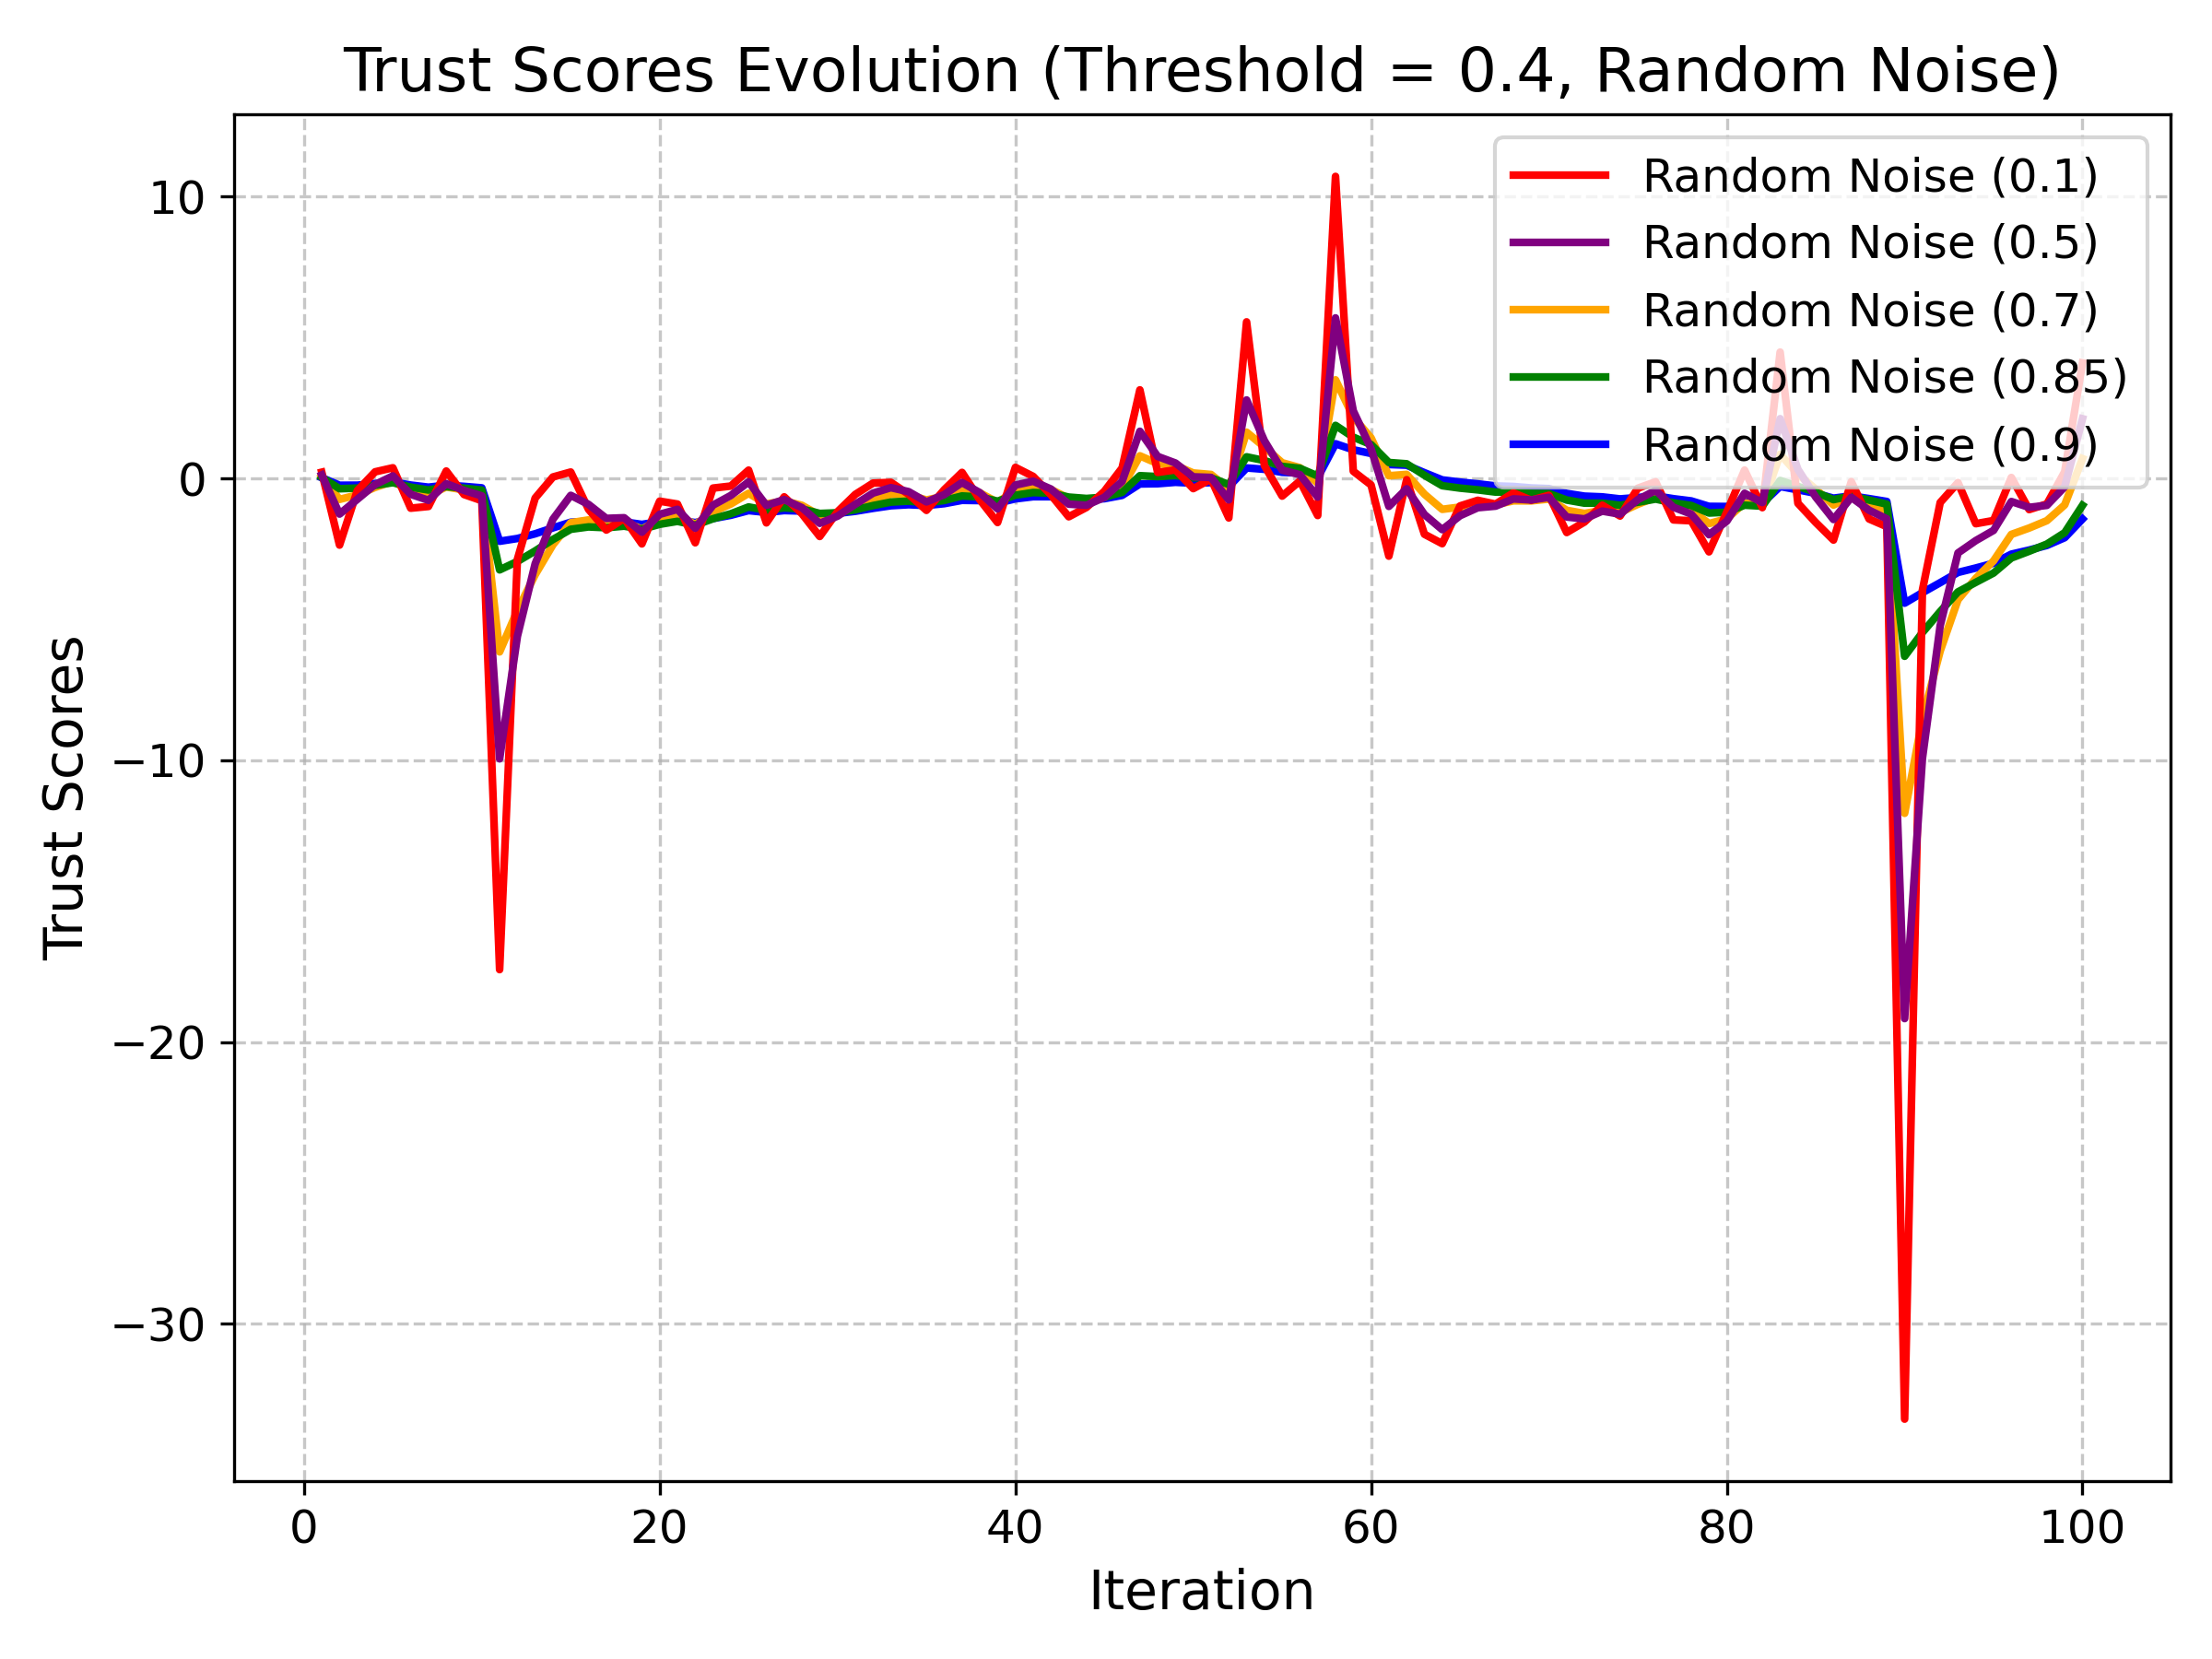 Trust Scores Evolution (Threshold = 0.4, Random Noise)
Random Noise (0.1)
Random Noise (0.5)
Random Noise (0.7)
Random Noise (0.85)
Random Noise (0.9)
10
0
−10
−20
−30
Trust Scores
0 20 40 60 80 100
Iteration